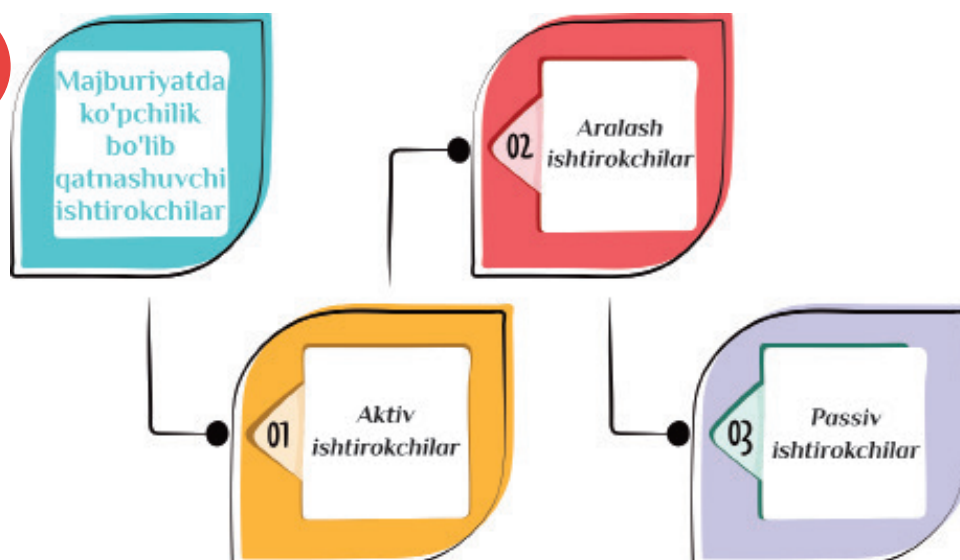 Majburiyatda
ko'pchilik
bo'lib
qatnashuvchi
ishtirokchilar
01
Aktiv
ishtirokchilar
02
Aralash
ishtirokchilar
03
Passiv
ishtirokchilar